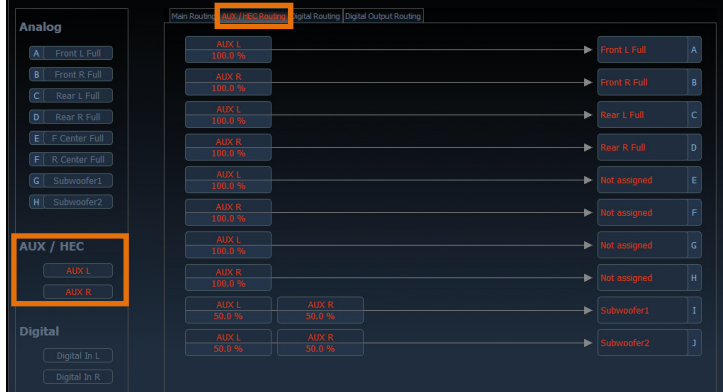 Main Routing AUX / HEC Routing Digital Routing Digital Output Routing
Analog
A Front L Full
B Front R Full
C Rear L Full
D Rear R Full
E F Center Full
F R Center Full
G Subwoofer1
H Subwoofer2
AUX / HEC
AUX L
AUX R
Digital
Digital In L
Digital In R
AUX L
100.0 %
Front L Full A
AUX R
100.0 %
Front R Full B
AUX L
100.0 %
Rear L Full C
AUX R
100.0 %
Rear R Full D
AUX L
100.0 %
Not assigned E
AUX R
100.0 %
Not assigned F
AUX L
100.0 %
Not assigned G
AUX R
100.0 %
Not assigned H
AUX L AUX R
50.0 % 50.0 %
Subwoofer1 I
AUX L AUX R
50.0 % 50.0 %
Subwoofer2 J